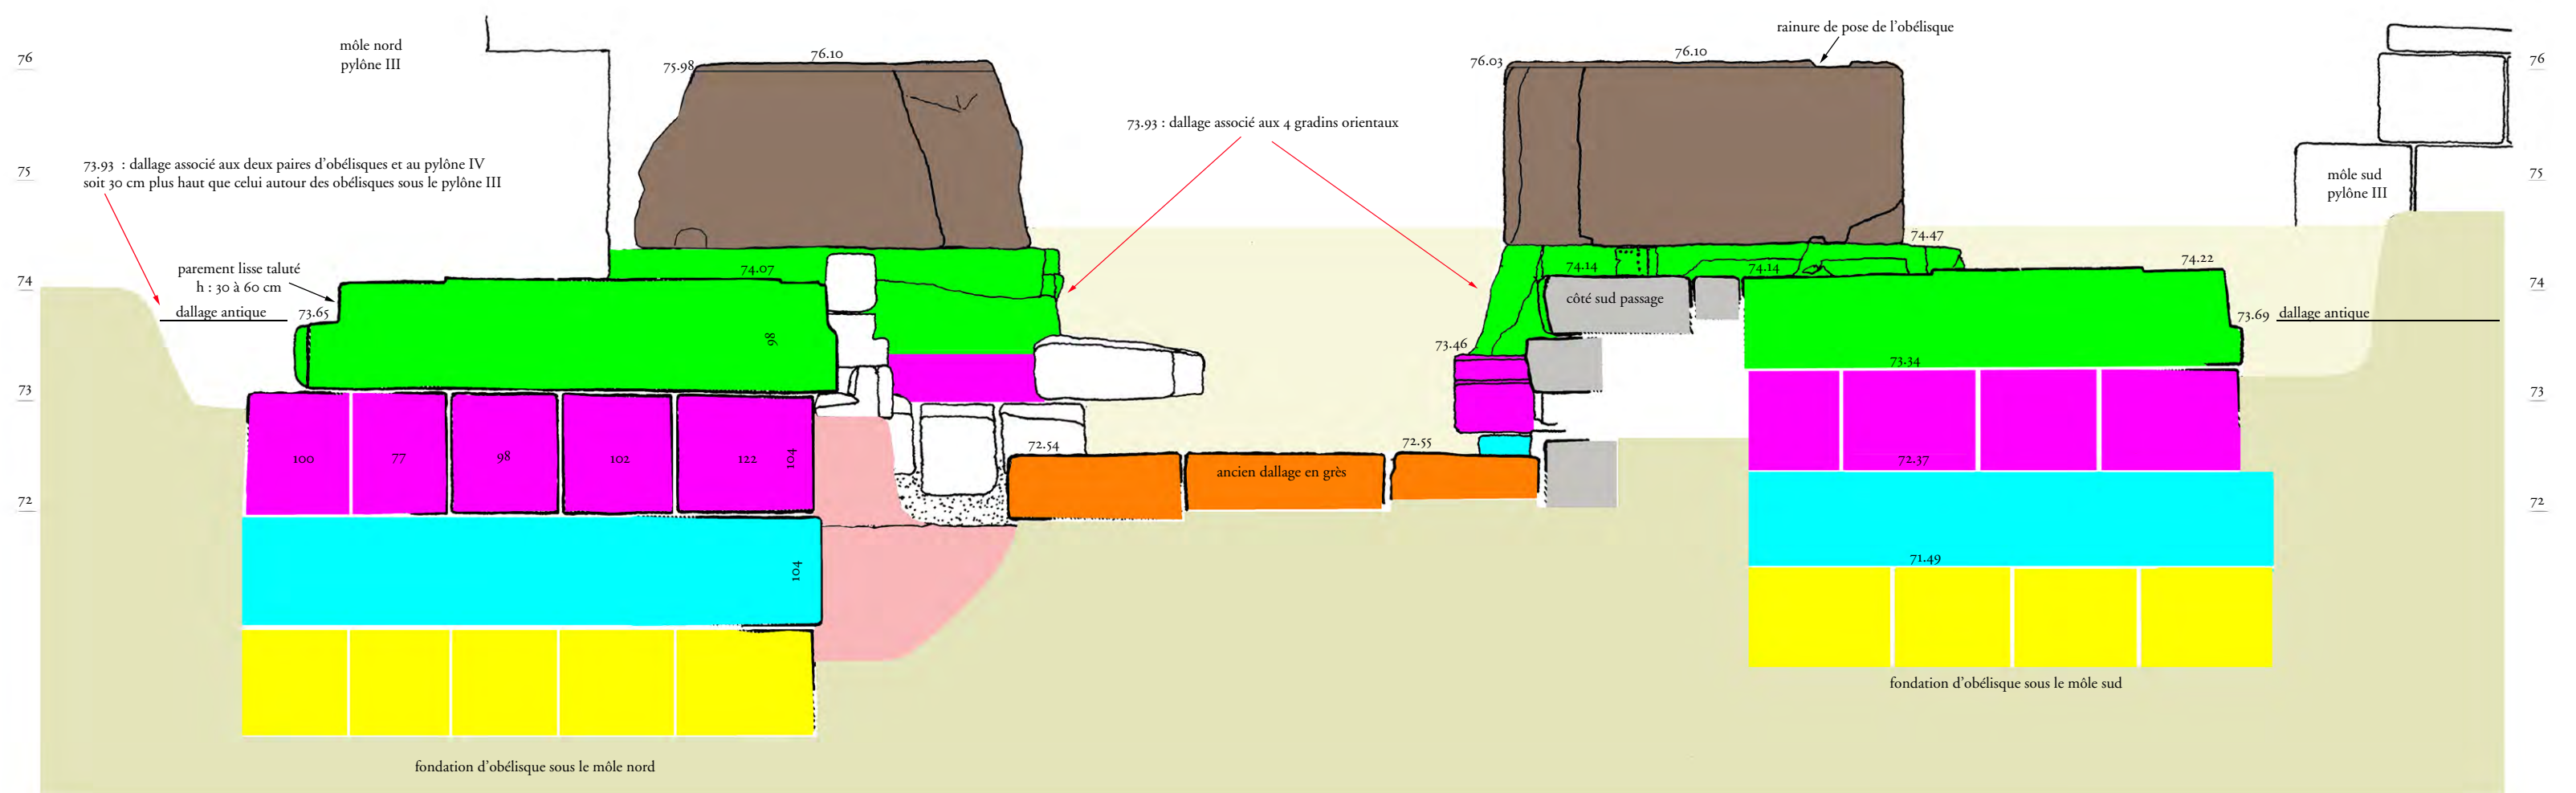 môle nord
pylône III
76
75.98
76.10
76.03
76.10
rainure de pose de l’obélisque
76
73.93 : dallage associé aux 4 gradins orientaux
73.93 : dallage associé aux deux paires d’obélisques et au pylône IV
soit 30 cm plus haut que celui autour des obélisques sous le pylône III
75
môle sud
pylône III
75
74.47
parement lisse taluté
h : 30 à 60 cm
74.07
74.14
74.14
74.22
74
côté sud passage
74
dallage antique
73.65
98
73.69
dallage antique
73.46
73.34
73
73
72.54
72.55
100
77
98
102
122
104
ancien dallage en grès
72.37
72
72
104
71.49
fondation d’obélisque sous le môle sud
fondation d’obélisque sous le môle nord